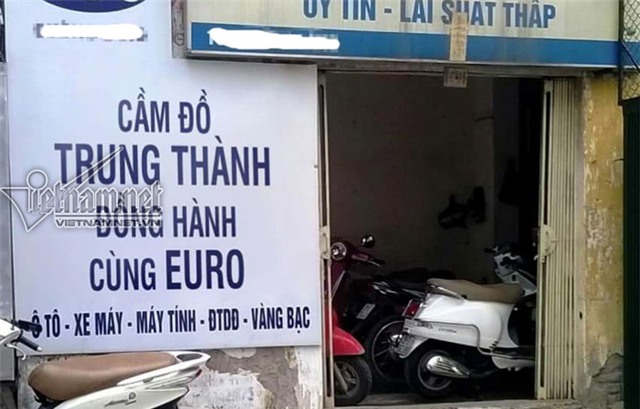 UY TÍN - LÃI SUẤT THẤP
CẦM ĐỒ
TRUNG THÀNH
ĐỒNG HÀNH
CÙNG EURO
Ô TÔ - XE MÁY - MÁY TÍNH - ĐTDĐ - VÀNG BẠC
vietnamnet
VIETNAMNET.VN